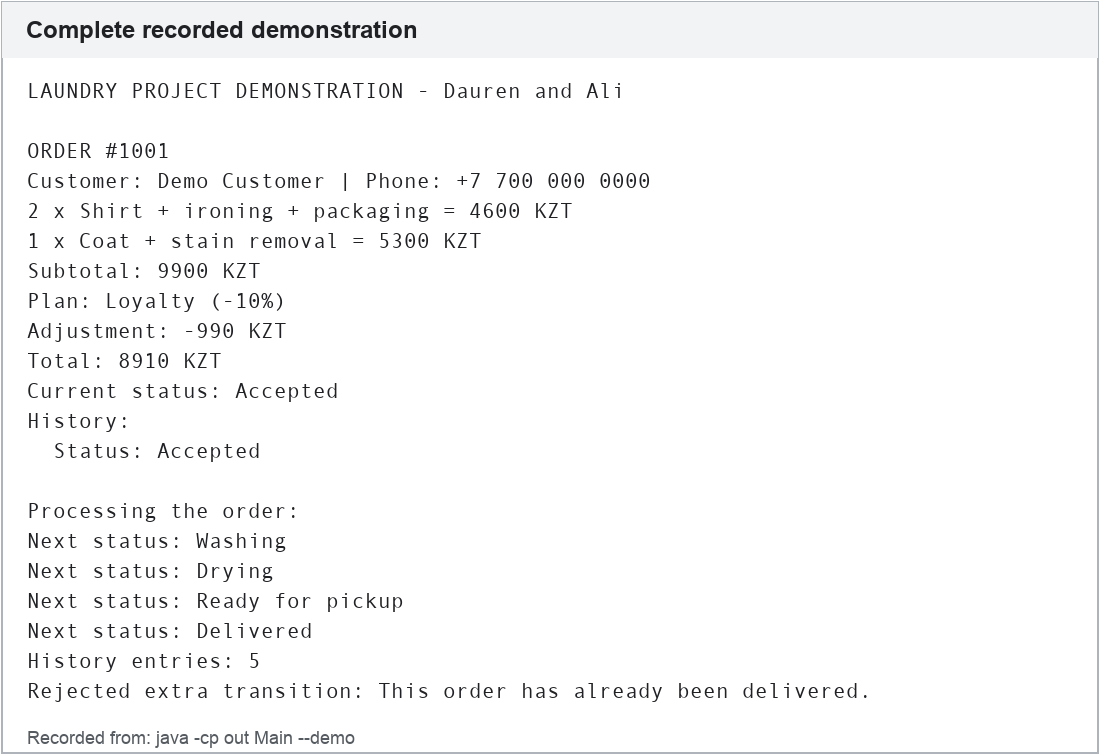 Complete recorded demonstration
LAUNDRY PROJECT DEMONSTRATION - Dauren and Ali
ORDER #1001
Customer: Demo Customer | Phone: +7 700 000 0000
2 x Shirt + ironing + packaging = 4600 KZT
1 x Coat + stain removal = 5300 KZT
Subtotal: 9900 KZT
Plan: Loyalty (-10%)
Adjustment: -990 KZT
Total: 8910 KZT
Current status: Accepted
History:
  Status: Accepted
Processing the order:
Next status: Washing
Next status: Drying
Next status: Ready for pickup
Next status: Delivered
History entries: 5
Rejected extra transition: This order has already been delivered.
Recorded from: java -cp out Main --demo